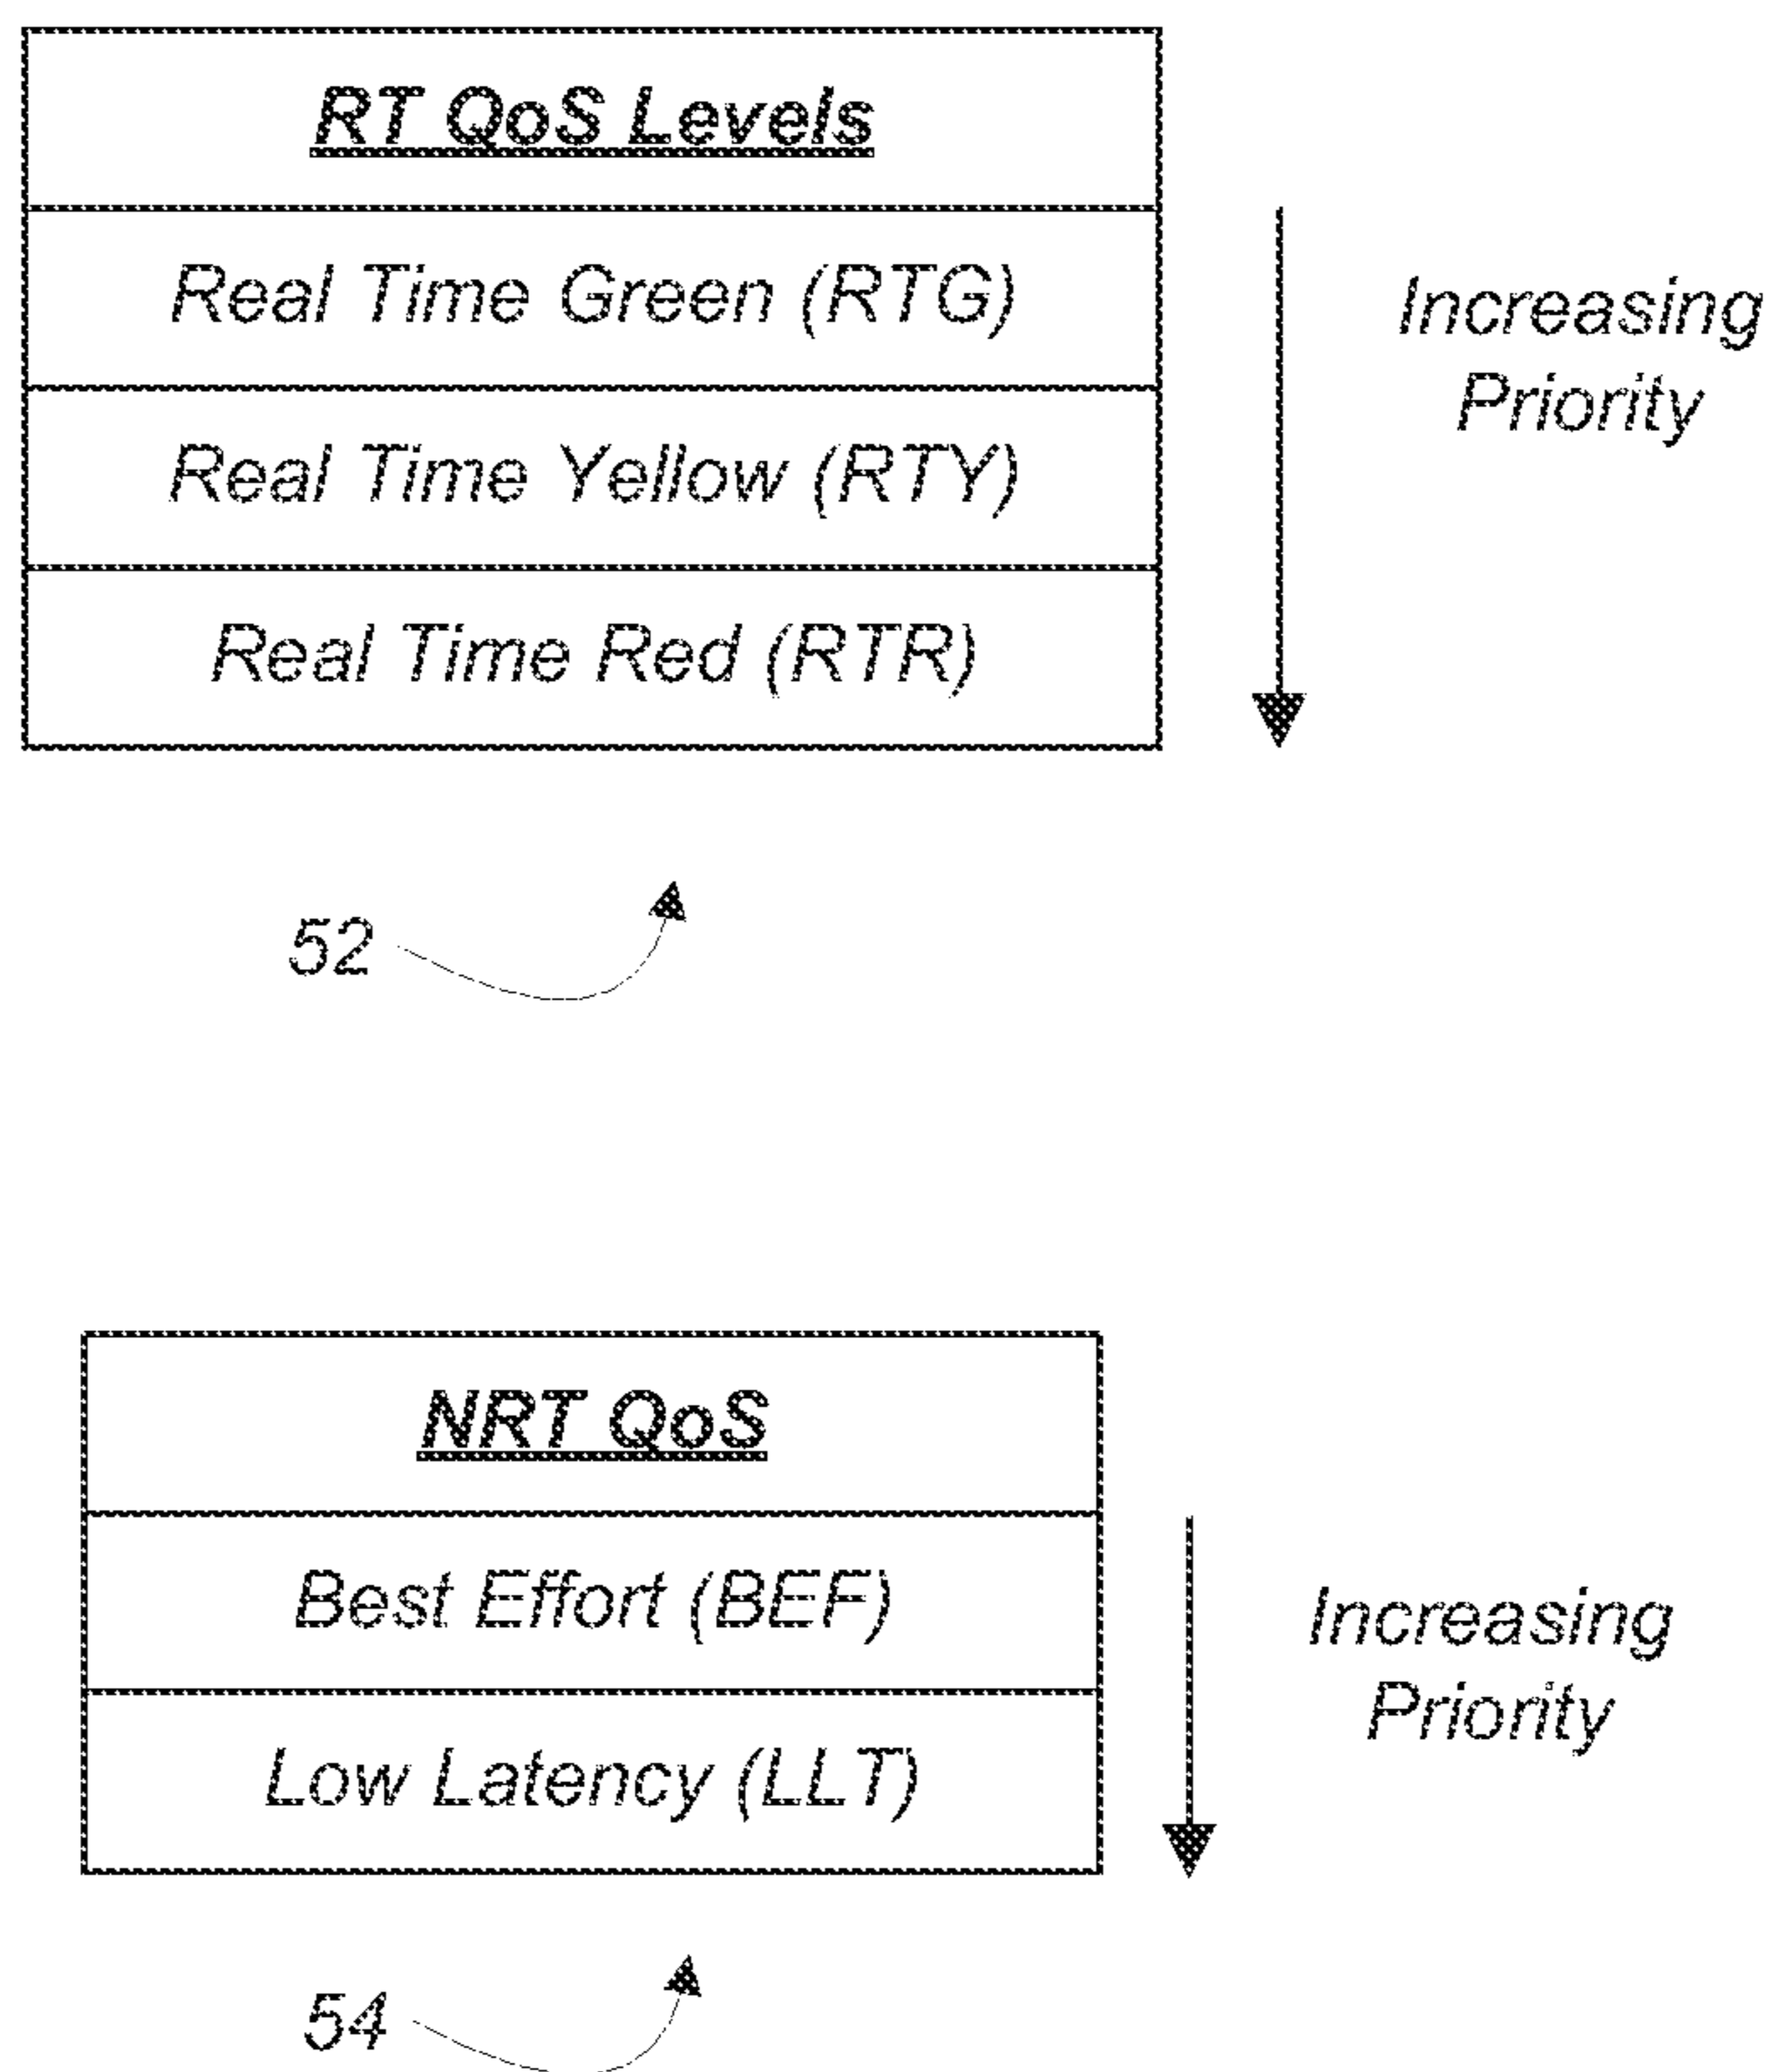 RT QoS Levels
Real Time Green (RTG)
Real Time Yellow (RTY)
Real Time Red (RTR)
Increasing
Priority
52
NRT QoS
Best Effort (BEF)
Low Latency (LLT)
Increasing
Priority
54